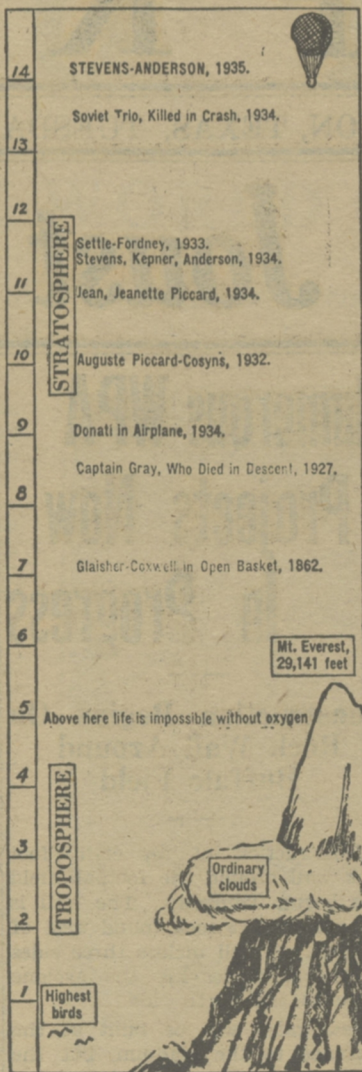 14
STEVENS-ANDERSON, 1935.
Soviet Trio, Killed in Crash, 1934.
13
12
STRATOSPHERE
Settle-Fordney, 1933.
Stevens, Kepner, Anderson, 1934.
11
Jean, Jeanette Piccard, 1934.
10
Auguste Piccard-Cosyns, 1932.
9
Donati in Airplane, 1934.
Captain Gray, Who Died in Descent, 1927.
8
7
Glaisher-Coxwell in Open Basket, 1862.
6
Mt. Everest,
29,141 feet
5
Above here life is impossible without oxygen
4
TROPOSPHERE
3
Ordinary
clouds
2
1
Highest
birds